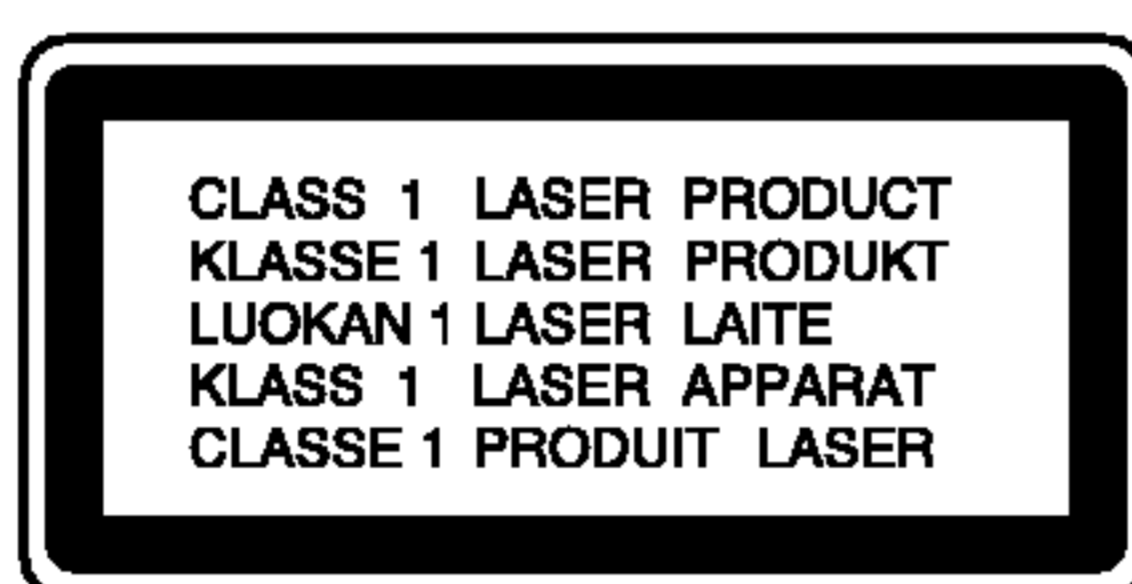 CLASS 1 LASER PRODUCT
KLASSE 1 LASER PRODUKT
LUOKAN 1 LASER LAITE
KLASS 1 LASER APPARAT
CLASSE 1 PRODUIT LASER